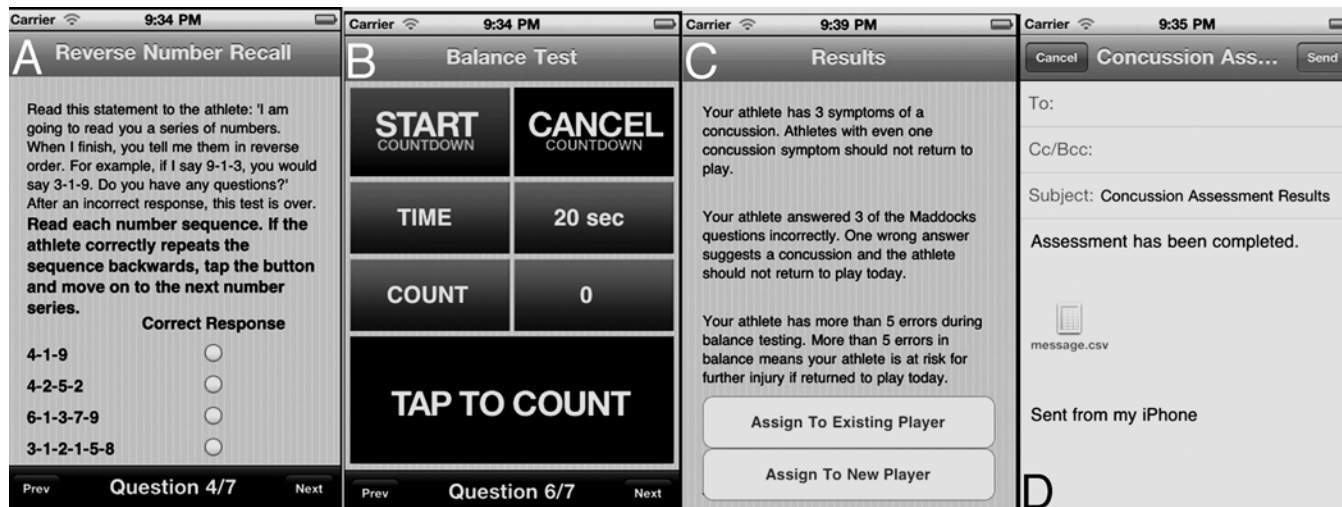 Carrier 9:34 PM
A Reverse Number Recall
Read this statement to the athlete: 'I am
going to read you a series of numbers.
When I finish, you tell me them in reverse
order. For example, if I say 9-1-3, you would
say 3-1-9. Do you have any questions?'
After an incorrect response, this test is over.
Read each number sequence. If the
athlete correctly repeats the
sequence backwards, tap the button
and move on to the next number
series.
Correct Response
4-1-9
4-2-5-2
6-1-3-7-9
3-1-2-1-5-8
Prev Question 4/7 Next
Carrier 9:34 PM
B Balance Test
START CANCEL
COUNTDOWN COUNTDOWN
TIME 20 sec
COUNT 0
TAP TO COUNT
Prev Question 6/7 Next
Carrier 9:39 PM
C Results
Your athlete has 3 symptoms of a
concussion. Athletes with even one
concussion symptom should not return to
play.
Your athlete answered 3 of the Maddocks
questions incorrectly. One wrong answer
suggests a concussion and the athlete
should not return to play today.
Your athlete has more than 5 errors during
balance testing. More than 5 errors in
balance means your athlete is at risk for
further injury if returned to play today.
Assign To Existing Player
Assign To New Player
Carrier 9:35 PM
Cancel Concussion Ass... Send
To:
Cc/Bcc:
Subject: Concussion Assessment Results
Assessment has been completed.
message.csv
Sent from my iPhone
D